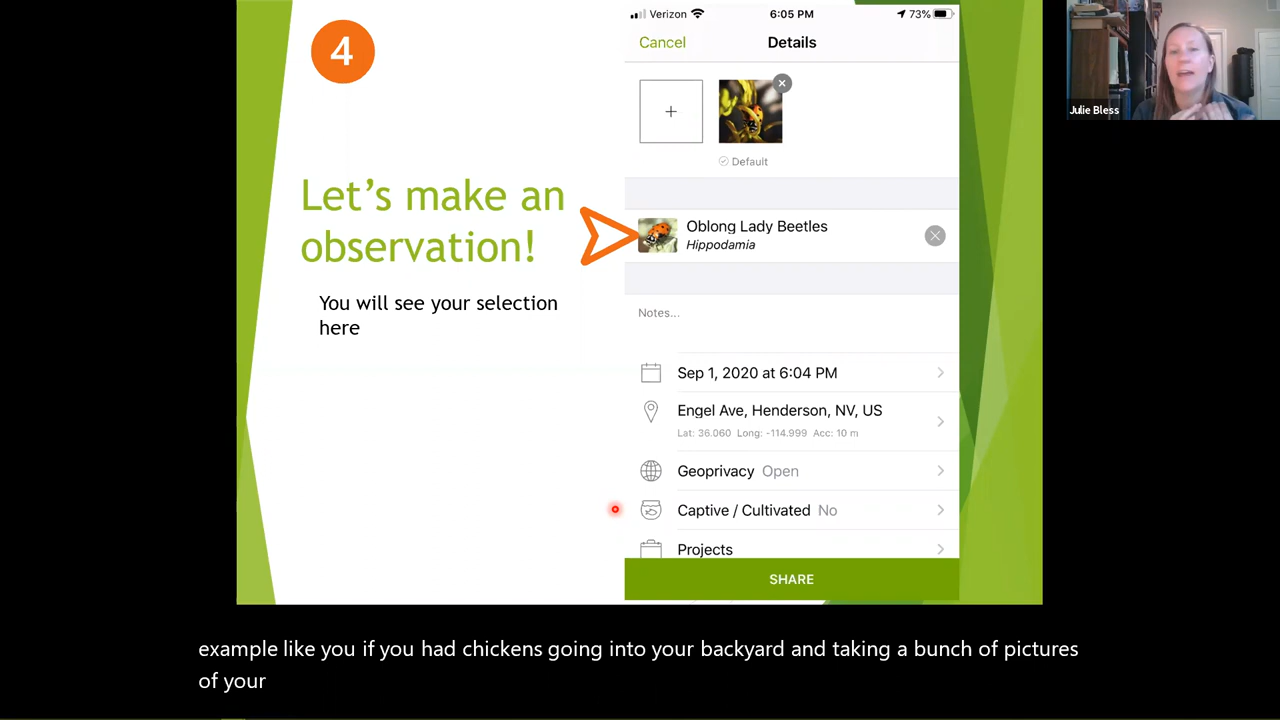 4
Let's make an
observation!
You will see your selection
here
Verizon
6:05 PM
73%
Cancel
Details
+
Default
Oblong Lady Beetles
Hippodamia
Notes...
Sep 1, 2020 at 6:04 PM
Engel Ave, Henderson, NV, US
Lat: 36.060 Long: -114.999 Acc: 10 m
Geoprivacy Open
Captive / Cultivated No
Projects
SHARE
Julie Bless
example like you if you had chickens going into your backyard and taking a bunch of pictures
of your